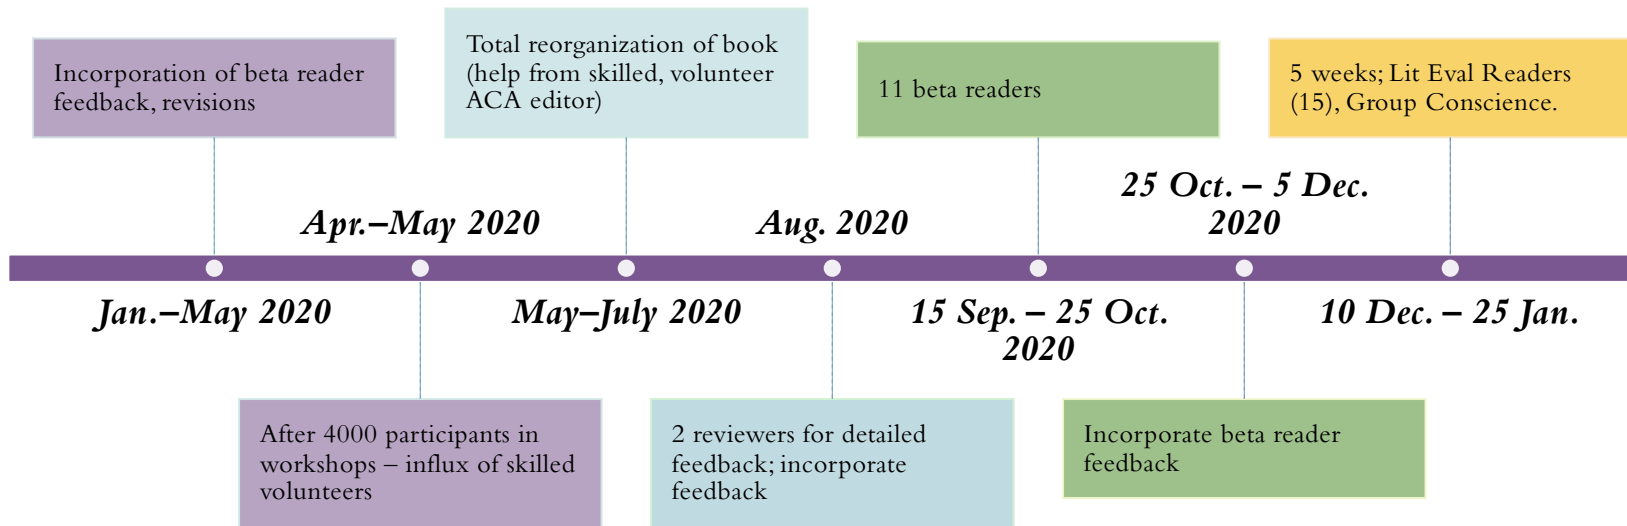 Incorporation of beta reader
feedback, revisions
Total reorganization of book
(help from skilled, volunteer
ACA editor)
11 beta readers
5 weeks; Lit Eval Readers
(15), Group Conscience.
Apr.–May 2020
Aug. 2020
25 Oct. – 5 Dec.
2020
Jan.–May 2020
May–July 2020
15 Sep. – 25 Oct.
2020
10 Dec. – 25 Jan.
After 4000 participants in
workshops – influx of skilled
volunteers
2 reviewers for detailed
feedback; incorporate
feedback
Incorporate beta reader
feedback